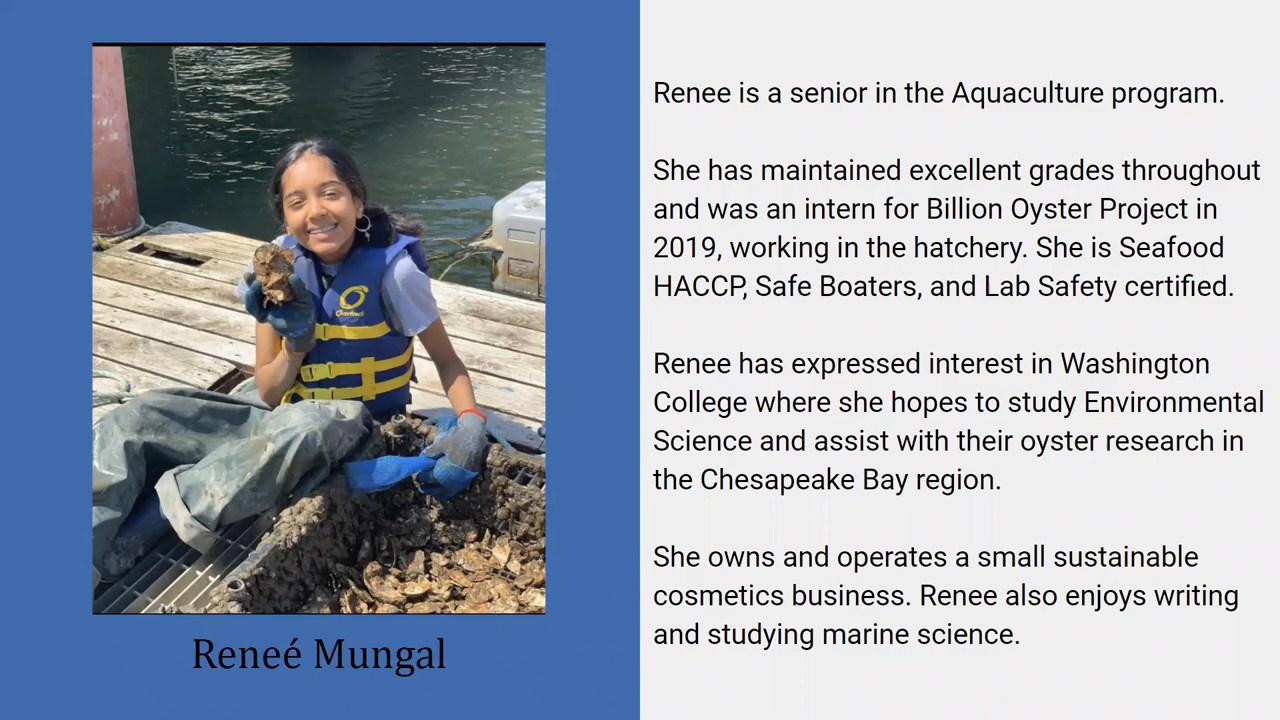 Reneé Mungal
Renee is a senior in the Aquaculture program.
She has maintained excellent grades throughout
and was an intern for Billion Oyster Project in
2019, working in the hatchery. She is Seafood
HACCP, Safe Boaters, and Lab Safety certified.
Renee has expressed interest in Washington
College where she hopes to study Environmental
Science and assist with their oyster research in
the Chesapeake Bay region.
She owns and operates a small sustainable
cosmetics business. Renee also enjoys writing
and studying marine science.